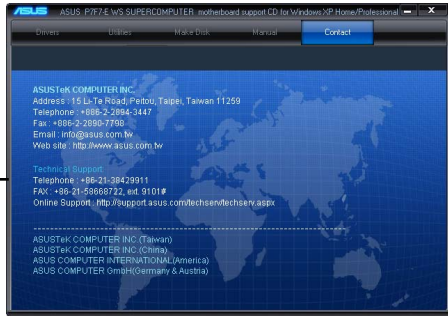 ASUS ASUS P7F7-E WS SUPERCOMPUTER motherboard support CD for Windows XP Home/Professional
Drivers Utilities Make Disk Manual Contact
ASUSTeK COMPUTER INC.
Address : 15 Li-Te Road, Peitou, Taipei, Taiwan 11259
Telephone : +886-2-2894-3447
Fax : +886-2-2890-7798
Email : info@asus.com.tw
Web site : http://www.asus.com.tw
Technical Support
Telephone : +86-21-38429911
FAX : +86-21-58668722, ext. 9101#
Online Support : http://support.asus.com/techserv/techserv.aspx
ASUSTeK COMPUTER INC.(Taiwan)
ASUSTeK COMPUTER INC.(China)
ASUS COMPUTER INTERNATIONAL(America)
ASUS COMPUTER GmbH(Germany & Austria)